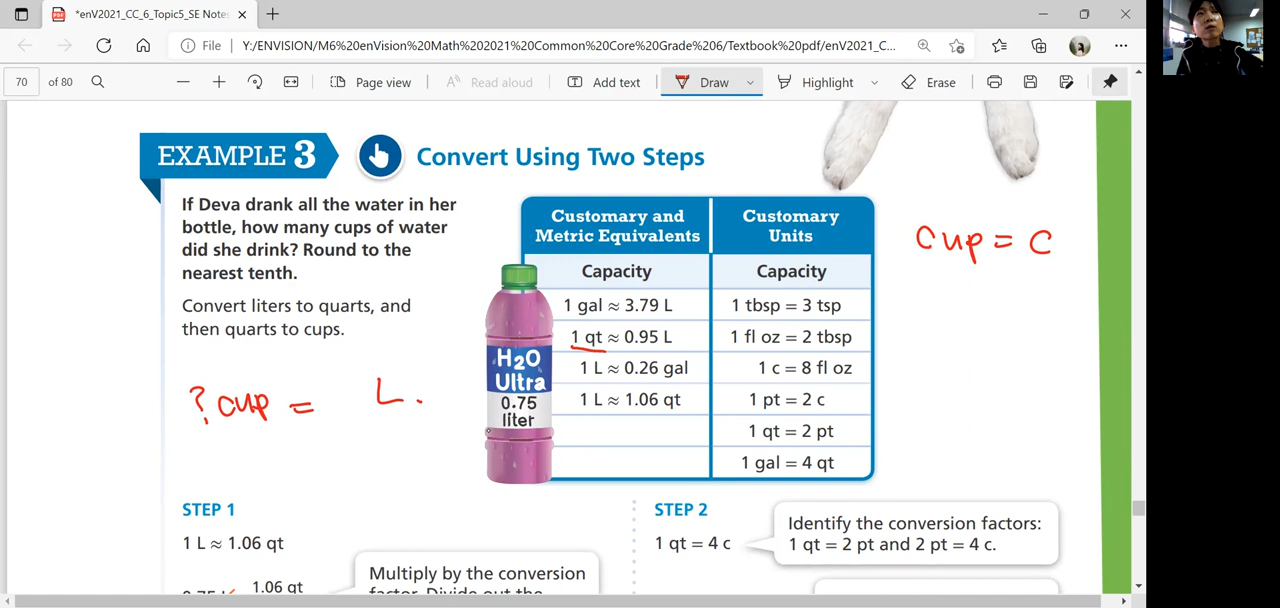 *enV2021_CC_6_Topic5_SE Notes
File
Y:/ENVISION/M6%20enVision%20Math%202021%20Common%20Core%20Grade%206/Textbook%20pdf/enV2021_C...
70
of 80
Page view
Read aloud
Add text
Draw
Highlight
Erase
EXAMPLE 3
Convert Using Two Steps
If Deva drank all the water in her
bottle, how many cups of water
did she drink? Round to the
nearest tenth.
Convert liters to quarts, and
then quarts to cups.
? cup = L.
H2O
Ultra
0.75
liter
Customary and
Metric Equivalents
Customary
Units
Capacity
Capacity
1 gal ≈ 3.79 L
1 tbsp = 3 tsp
1 qt ≈ 0.95 L
1 fl oz = 2 tbsp
1 L ≈ 0.26 gal
1 c = 8 fl oz
1 L ≈ 1.06 qt
1 pt = 2 c
1 qt = 2 pt
1 gal = 4 qt
cup = c
STEP 1
1 L ≈ 1.06 qt
0.75 L
1.06 qt
Multiply by the conversion
factor. Divide out the
STEP 2
1 qt = 4 c
Identify the conversion factors:
1 qt = 2 pt and 2 pt = 4 c.